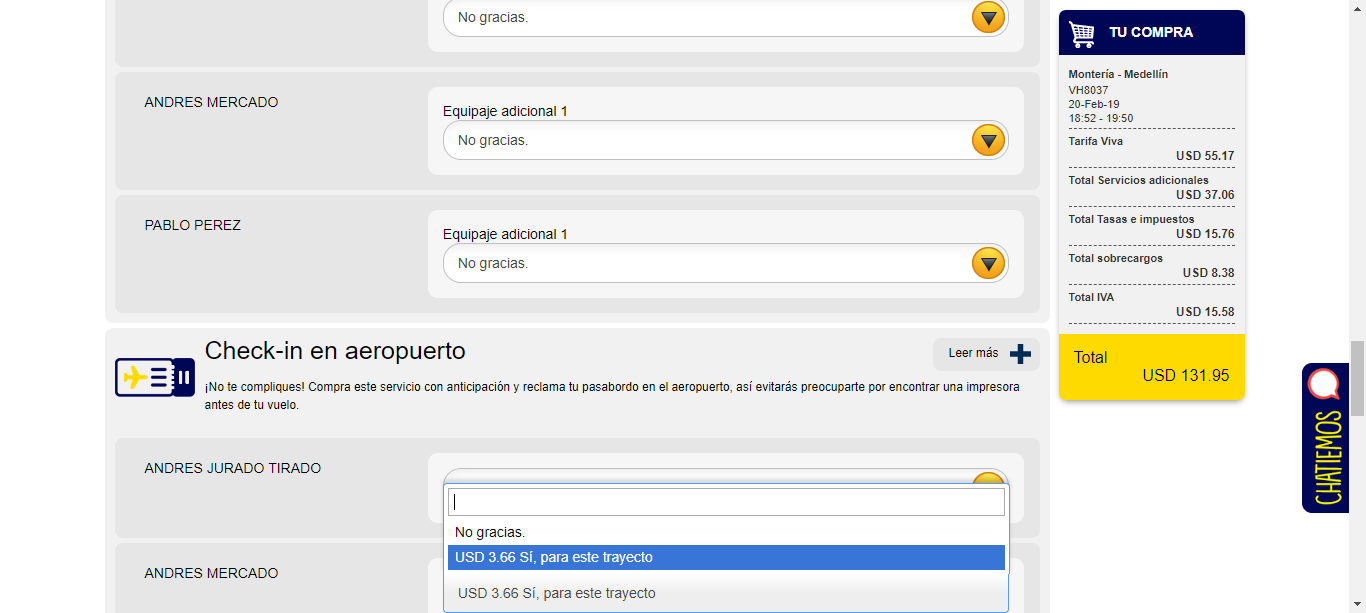 No gracias.
ANDRES MERCADO
Equipaje adicional 1
No gracias.
PABLO PEREZ
Equipaje adicional 1
No gracias.
Check-in en aeropuerto
Leer más
¡No te compliques! Compra este servicio con anticipación y reclama tu pasabordo en el aeropuerto, así evitarás preocuparte por encontrar una impresora
antes de tu vuelo.
ANDRES JURADO TIRADO
No gracias.
USD 3.66 Sí, para este trayecto
ANDRES MERCADO
USD 3.66 Sí, para este trayecto
TU COMPRA
Montería - Medellín
VH8037
20-Feb-19
18:52 - 19:50
Tarifa Viva
USD 55.17
Total Servicios adicionales
USD 37.06
Total Tasas e impuestos
USD 15.76
Total sobrecargos
USD 8.38
Total IVA
USD 15.58
Total
USD 131.95
CHATIEMOS